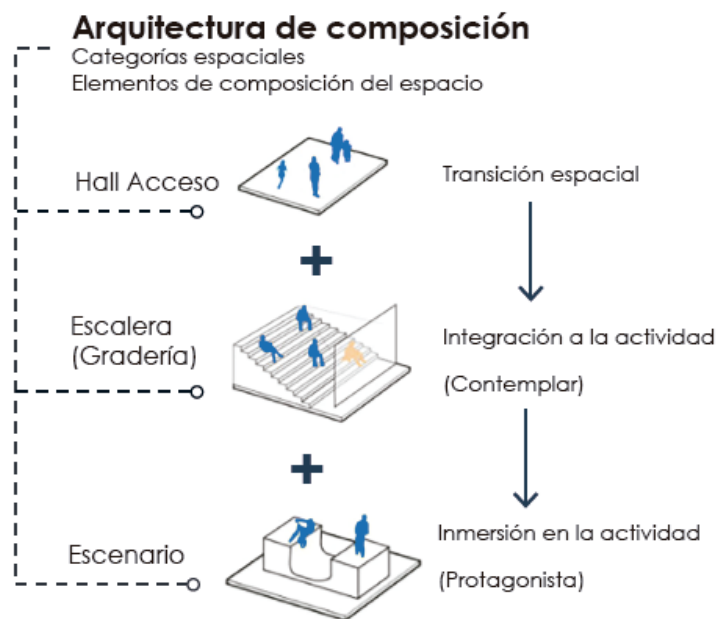 Arquitectura de composición
Categorías espaciales
Elementos de composición del espacio
Hall Acceso
Transición espacial
+
Escalera
(Gradería)
Integración a la actividad
(Contemplar)
+
Escenario
Inmersión en la actividad
(Protagonista)